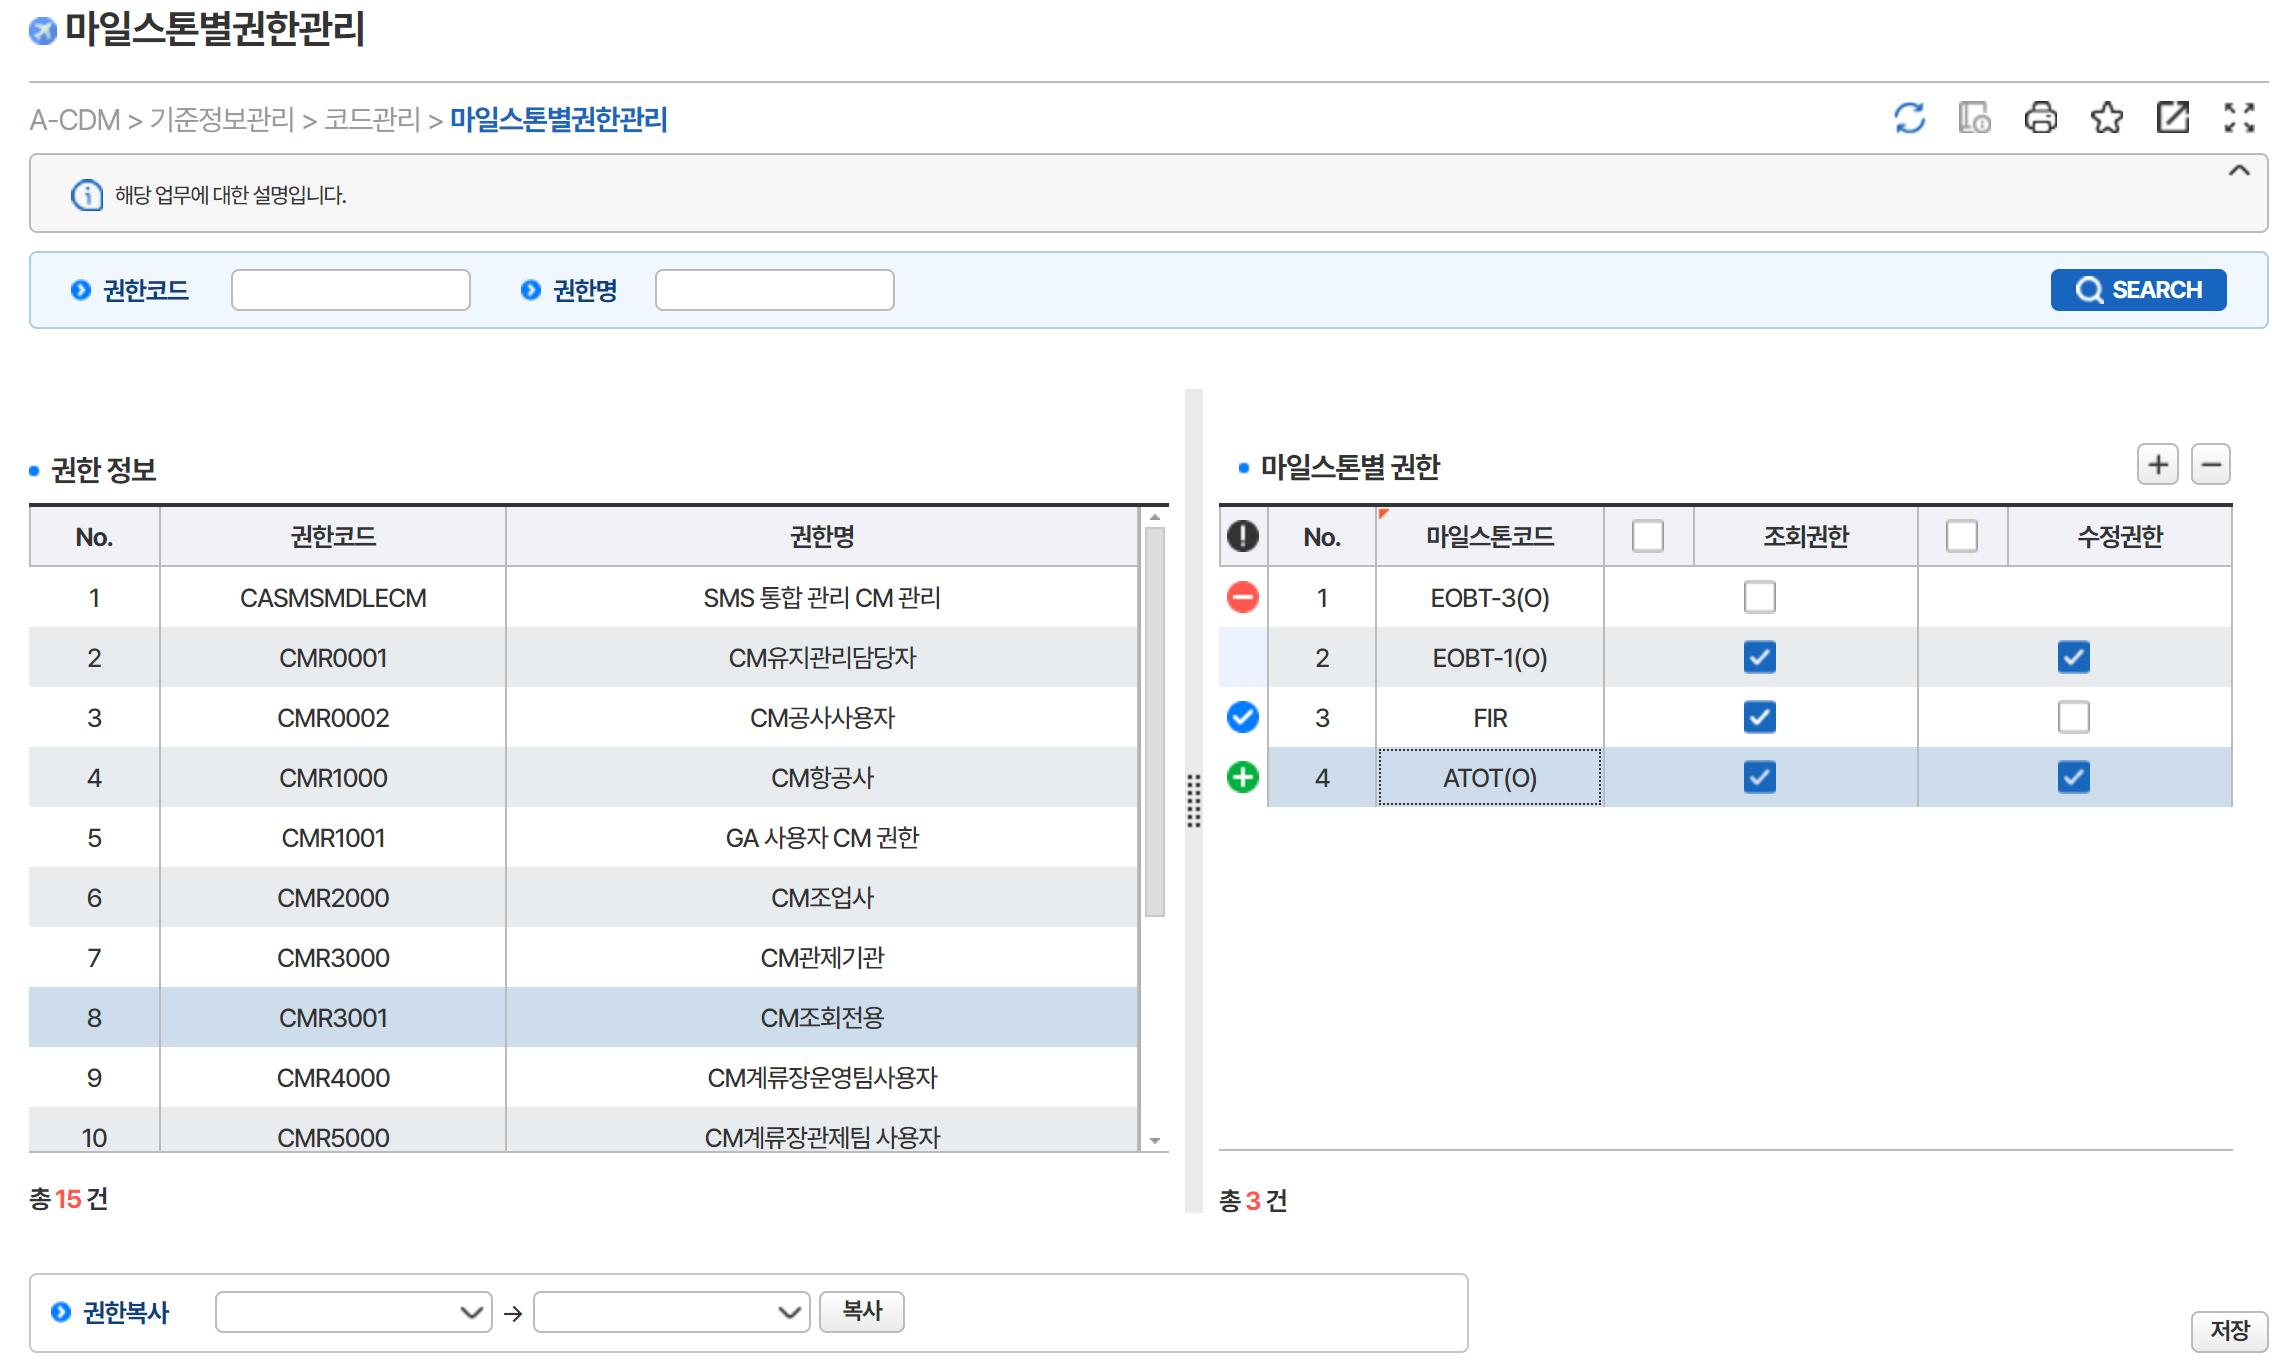 마일스톤별권한관리
A-CDM > 기준정보관리 > 코드관리 > 마일스톤별권한관리
해당 업무에 대한 설명입니다.
권한코드 권한명 SEARCH
권한 정보
No. 권한코드 권한명
1 CASMSMDLECM SMS 통합 관리 CM 관리
2 CMR0001 CM유지관리담당자
3 CMR0002 CM공사사용자
4 CMR1000 CM항공사
5 CMR1001 GA 사용자 CM 권한
6 CMR2000 CM조업사
7 CMR3000 CM관제기관
8 CMR3001 CM조회전용
9 CMR4000 CM계류장운영팀사용자
10 CMR5000 CM계류장관제팀 사용자
총 15 건
마일스톤별 권한
No. 마일스톤코드 조회권한 수정권한
1 EOBT-3(O)
2 EOBT-1(O)
3 FIR
4 ATOT(O)
총 3 건
권한복사 → 복사
저장